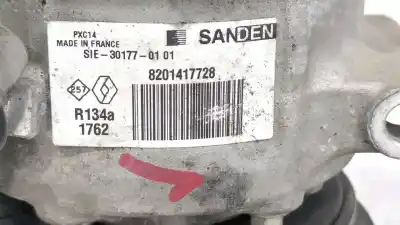 PXC14
MADE IN FRANCE
SANDEN
SIE-30177-01 01
8201417728
257
R134a
1762